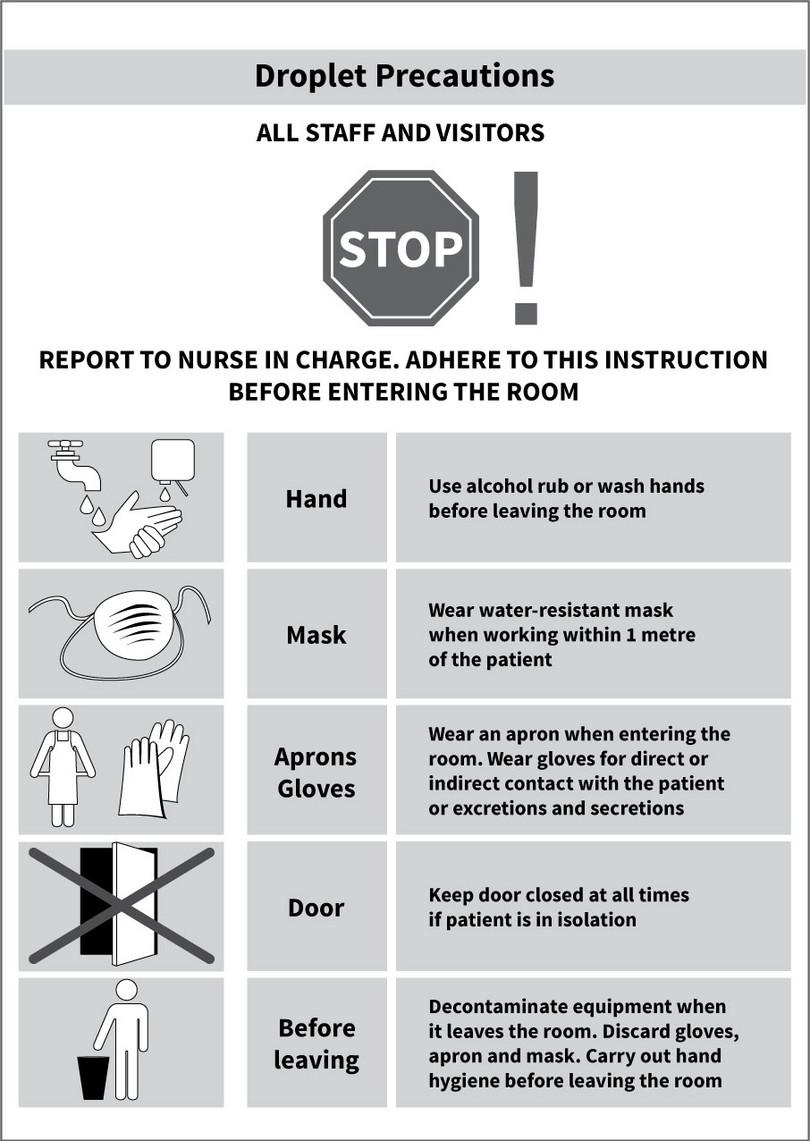 Droplet Precautions
ALL STAFF AND VISITORS
STOP !
REPORT TO NURSE IN CHARGE. ADHERE TO THIS INSTRUCTION
BEFORE ENTERING THE ROOM
Hand
Use alcohol rub or wash hands
before leaving the room
Mask
Wear water-resistant mask
when working within 1 metre
of the patient
Aprons
Gloves
Wear an apron when entering the
room. Wear gloves for direct or
indirect contact with the patient
or excretions and secretions
Door
Keep door closed at all times
if patient is in isolation
Before
leaving
Decontaminate equipment when
it leaves the room. Discard gloves,
apron and mask. Carry out hand
hygiene before leaving the room